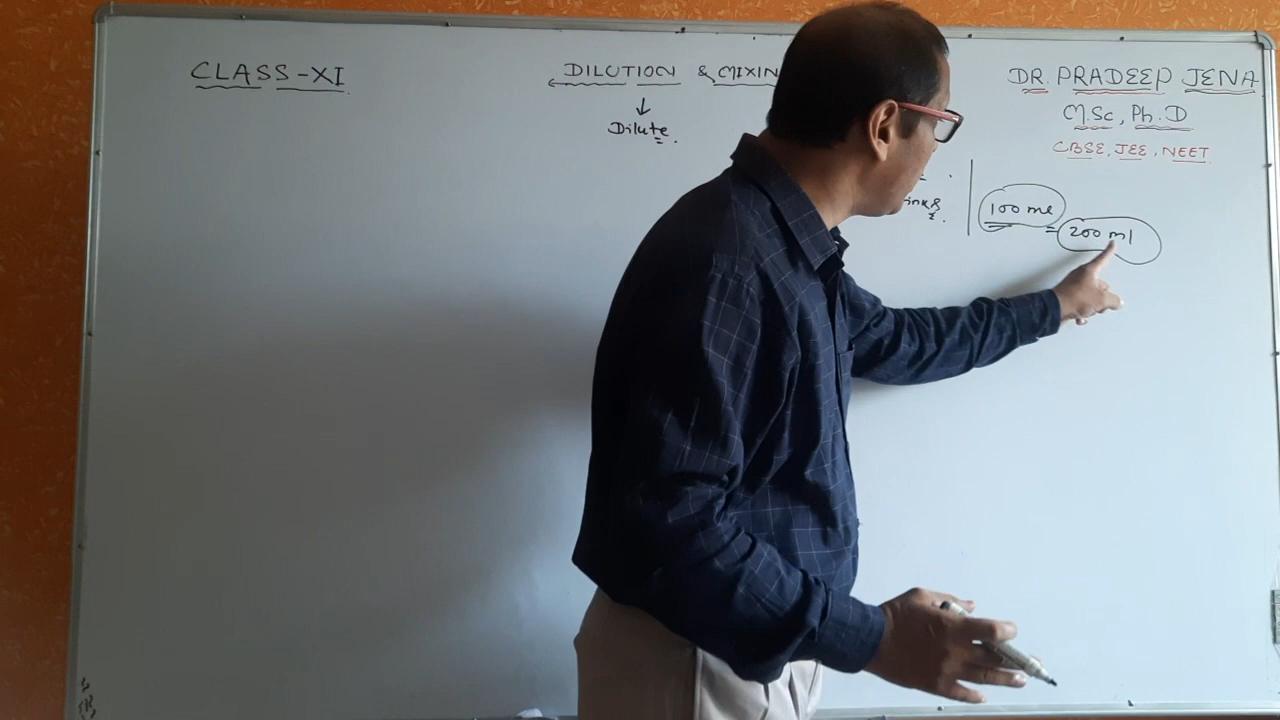 CLASS-XI
DILUTION & MIXIN
↓
Dilute.
DR. PRADEEP JENA
M.Sc, Ph.D
CBSE, JEE, NEET
100 ml
= 200 ml